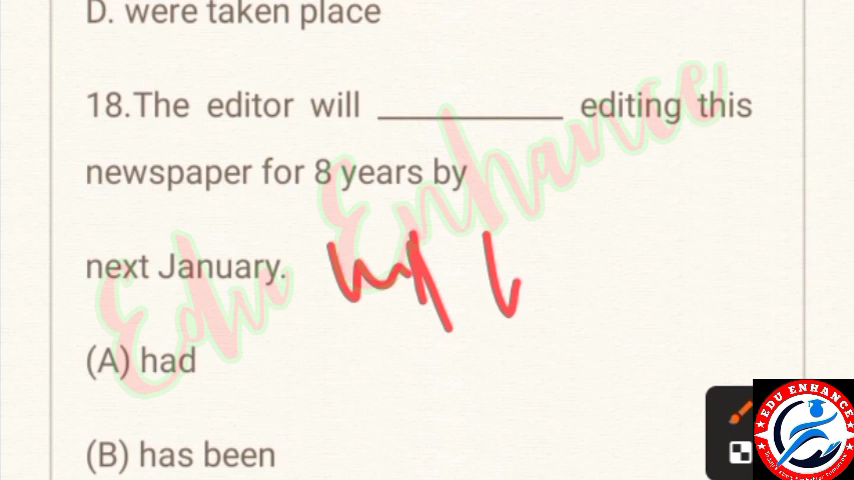 D. were taken place
18.The editor will __________ editing this
newspaper for 8 years by
next January.
(A) had
(B) has been
Edu Enhance
EDU ENHANCE